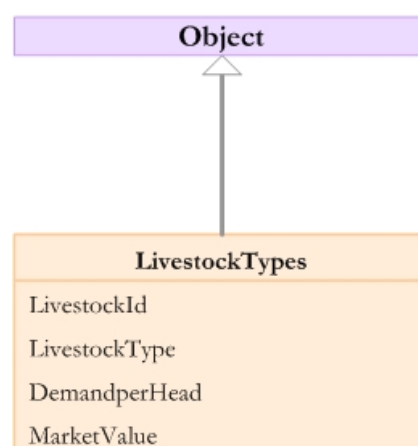 Object
LivestockTypes
LivestockId
LivestockType
DemandperHead
MarketValue